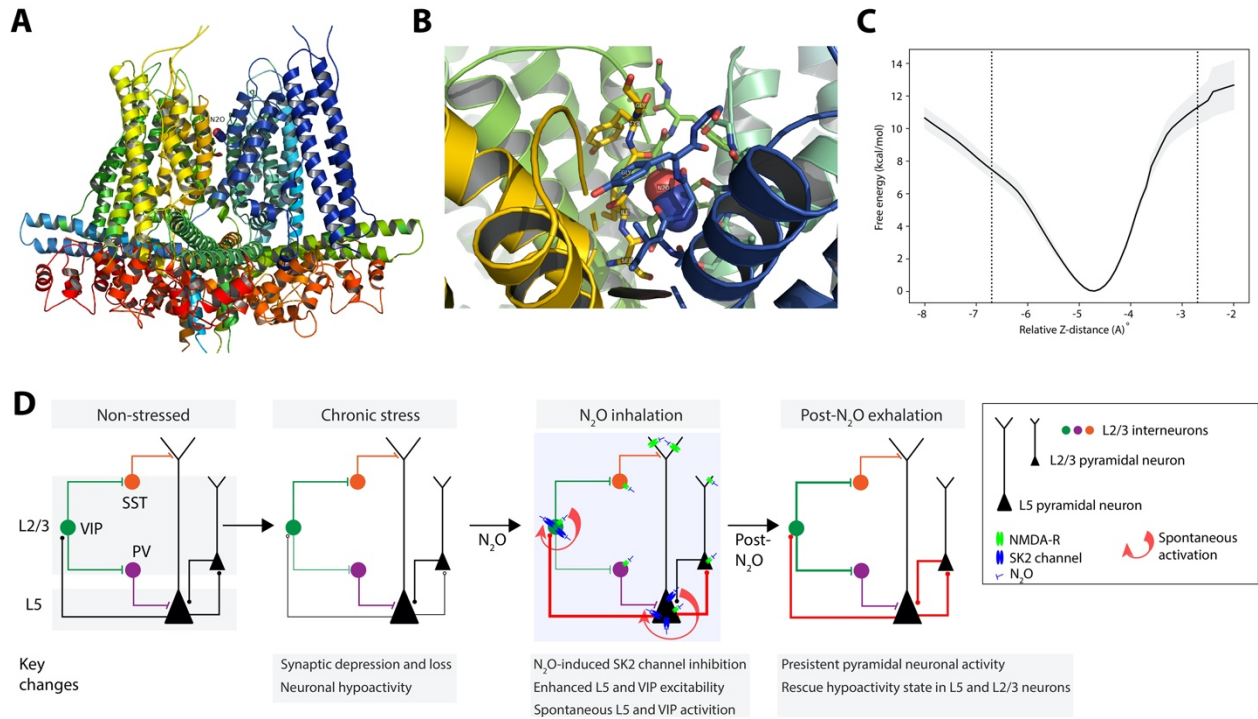 A
N2O
B
GLY
N2O
C
Free energy (kcal/mol)
14
12
10
8
6
4
2
0
-8
-7
-6
-5
-4
-3
-2
Relative Z-distance (A)°
D
Non-stressed
Chronic stress
N₂O inhalation
Post-N₂O exhalation
L2/3
SST
VIP
PV
L5
N₂O
Post-
N₂O
L2/3 interneurons
L2/3 pyramidal neuron
L5 pyramidal neuron
NMDA-R
SK2 channel
N₂O
Spontaneous
activation
Key
changes
Synaptic depression and loss
Neuronal hypoactivity
N₂O-induced SK2 channel inhibition
Enhanced L5 and VIP excitability
Spontaneous L5 and VIP activation
Presistent pyramidal neuronal activity
Rescue hypoactivity state in L5 and L2/3 neurons